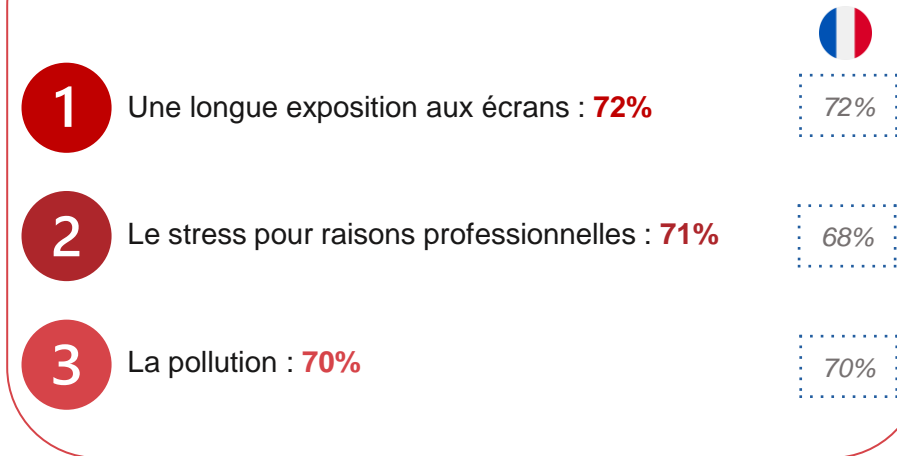 1 Une longue exposition aux écrans : 72% 72%
2 Le stress pour raisons professionnelles : 71% 68%
3 La pollution : 70% 70%